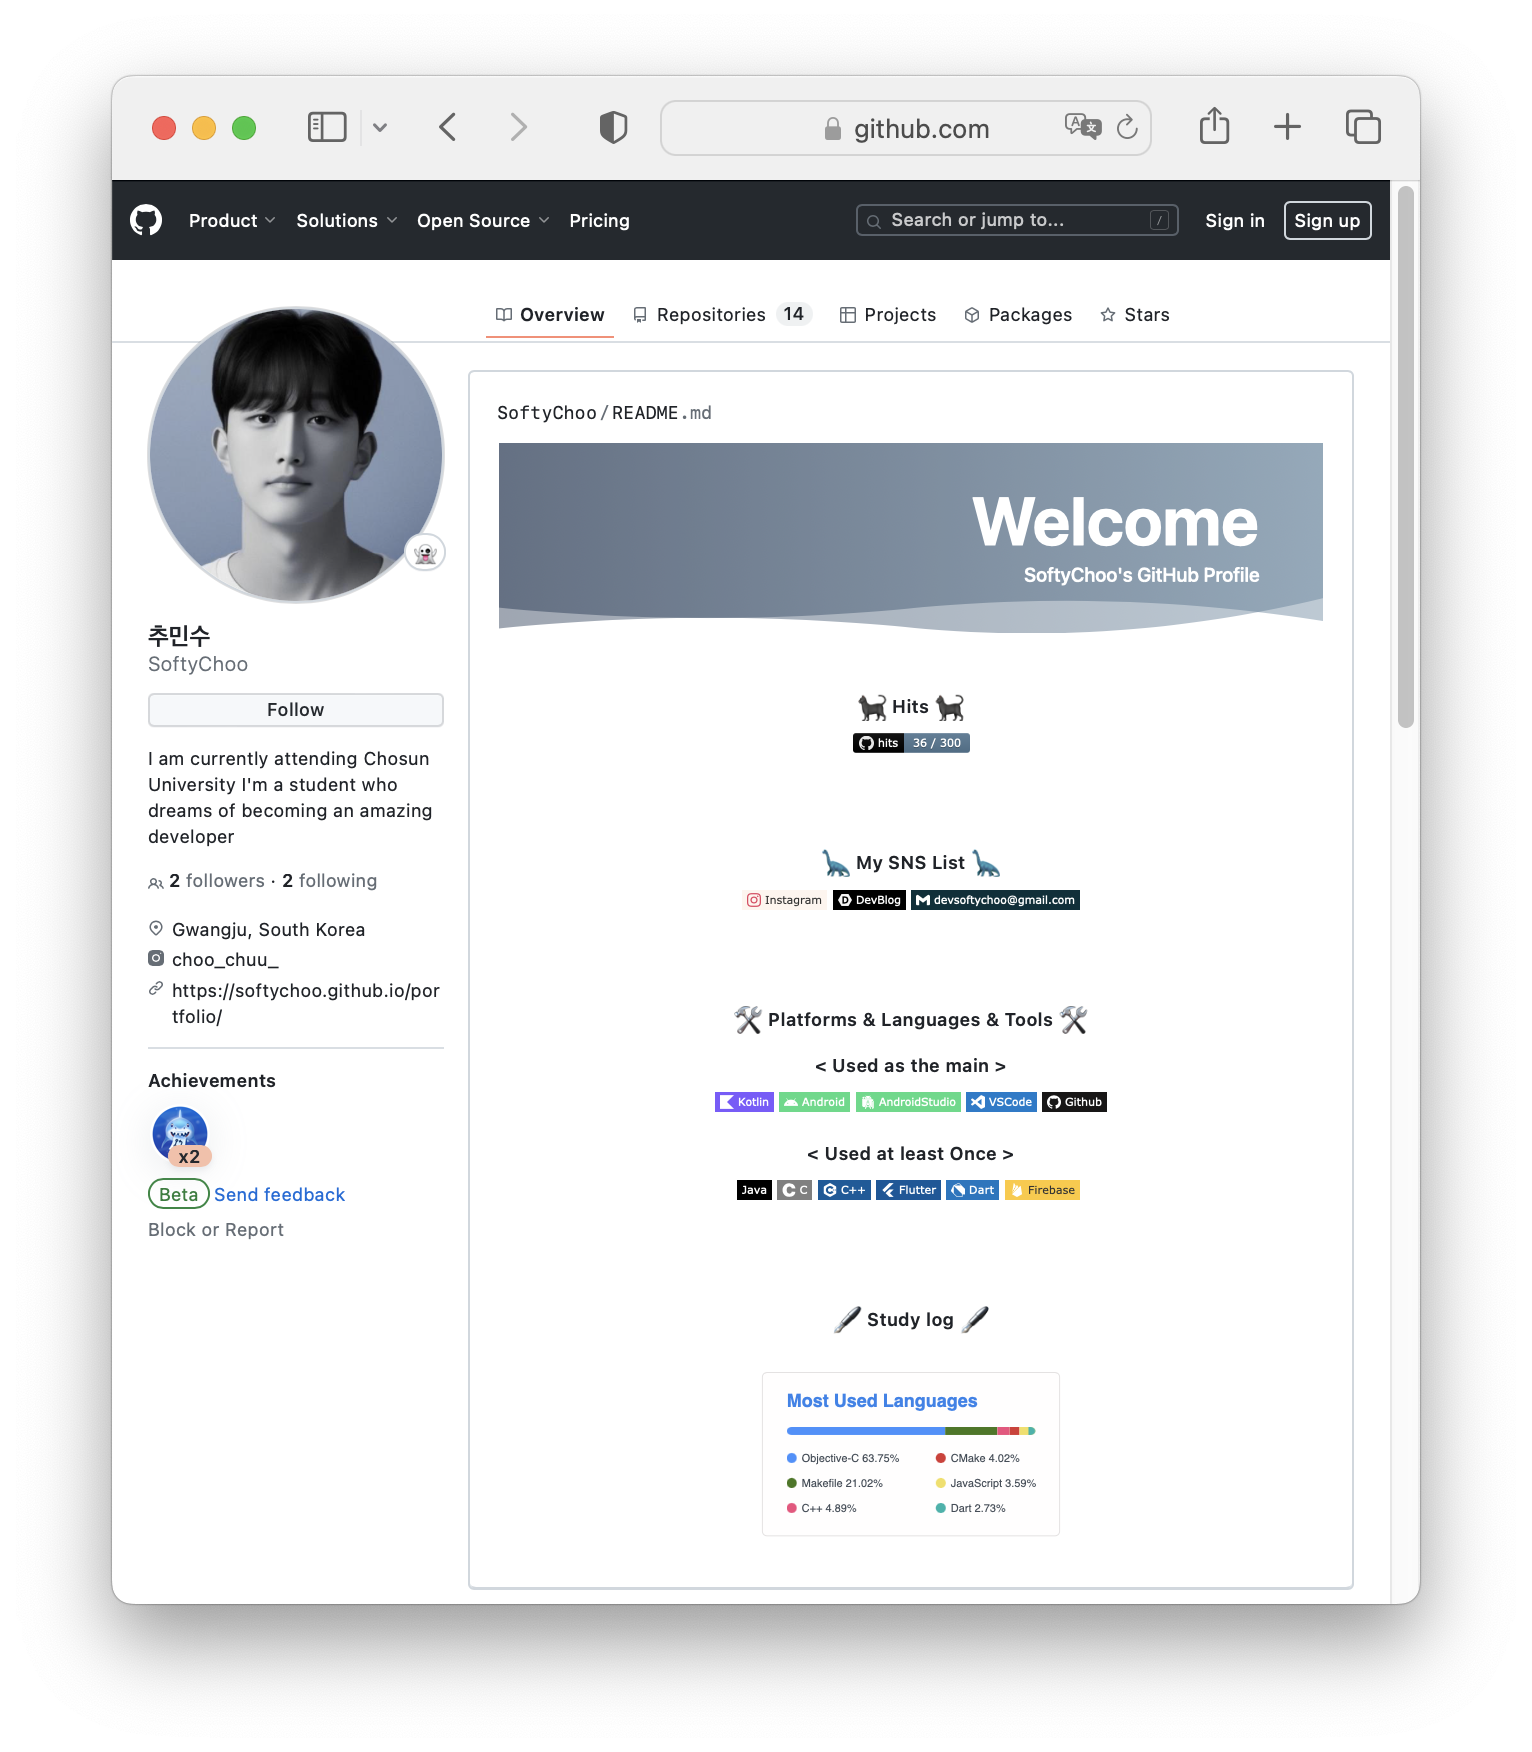 github.com
Product Solutions Open Source Pricing
Search or jump to... /
Sign in
Sign up
Overview Repositories 14 Projects Packages Stars
추민수
SoftyChoo
Follow
I am currently attending Chosun
University I'm a student who
dreams of becoming an amazing
developer
2 followers · 2 following
Gwangju, South Korea
choo_chuu_
https://softychoo.github.io/por
tfolio/
Achievements
x2
Beta Send feedback
Block or Report
SoftyChoo/README.md
Welcome
SoftyChoo's GitHub Profile
Hits
hits 36 / 300
My SNS List
Instagram DevBlog devsoftychoo@gmail.com
Platforms & Languages & Tools
< Used as the main >
Kotlin Android AndroidStudio VSCode Github
< Used at least Once >
Java C C++ Flutter Dart Firebase
Study log
Most Used Languages
Objective-C 63.75% CMake 4.02%
Makefile 21.02% JavaScript 3.59%
C++ 4.89% Dart 2.73%